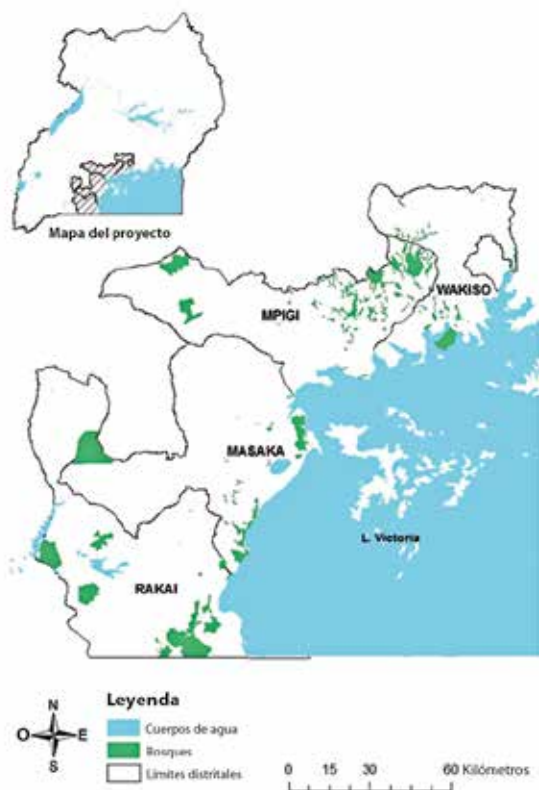 Mapa del proyecto
WAKISO
MPIGI
MASAKA
L. Victoria
RAKAI
Leyenda
Cuerpos de agua
Bosques
Límites distritales
N
O E
S
0 15 30 60 Kilómetros